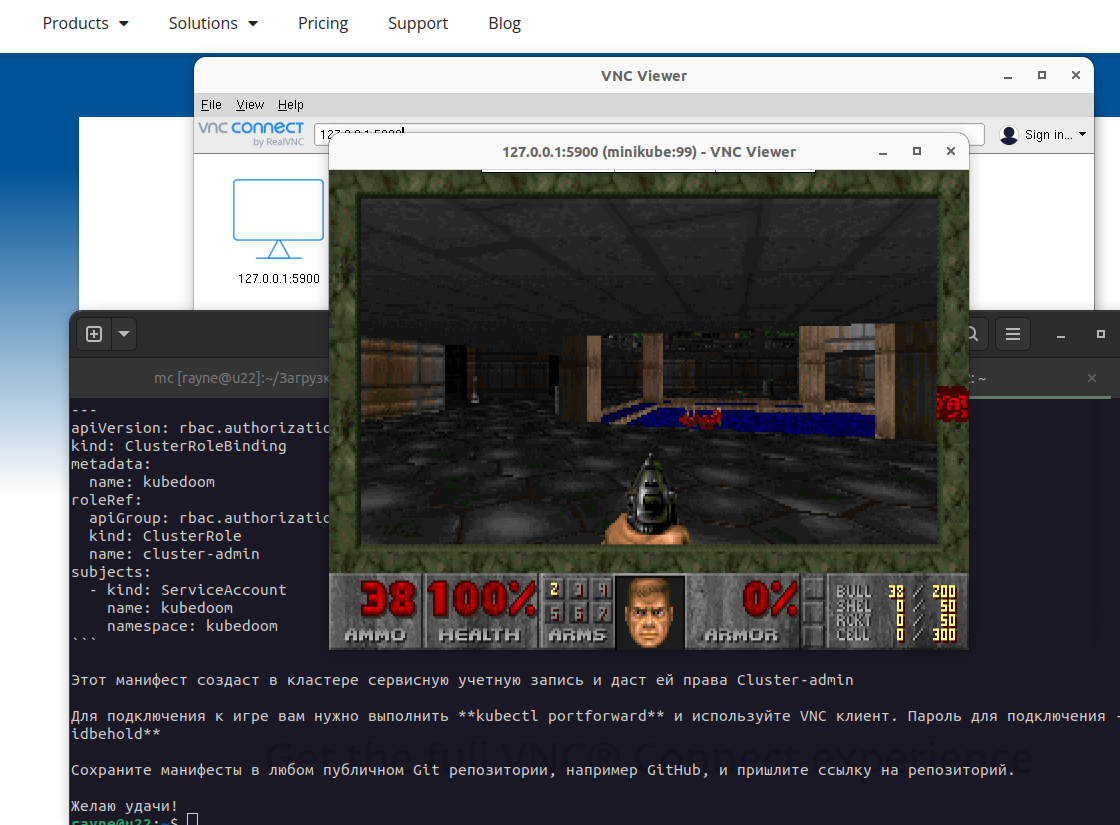 Products Solutions Pricing Support Blog
VNC Viewer
File View Help
vnc connect
by RealVNC
127.0.0.1:5900
Sign in...
127.0.0.1:5900 (minikube:99) - VNC Viewer
127.0.0.1:5900
mc [rayne@u22]:~/Загрузк
: ~
---
apiVersion: rbac.authorizatio
kind: ClusterRoleBinding
metadata:
name: kubedoom
roleRef:
apiGroup: rbac.authorizatio
kind: ClusterRole
name: cluster-admin
subjects:
- kind: ServiceAccount
name: kubedoom
namespace: kubedoom
```
38 100% 2 3 4 0% BULL 38 / 200
5 6 7 SHEL 0 / 50
RCKT 0 / 50
AMMO HEALTH ARMS ARMOR CELL 0 / 300
Этот манифест создаст в кластере сервисную учетную запись и даст ей права Cluster-admin
Для подключения к игре вам нужно выполнить **kubectl portforward** и используйте VNC клиент. Пароль для подключения -
idbehold**
Get the full VNC® Connect experience
Сохраните манифесты в любом публичном Git репозитории, например GitHub, и пришлите ссылку на репозиторий.
Желаю удачи!
rayne@u22:~$